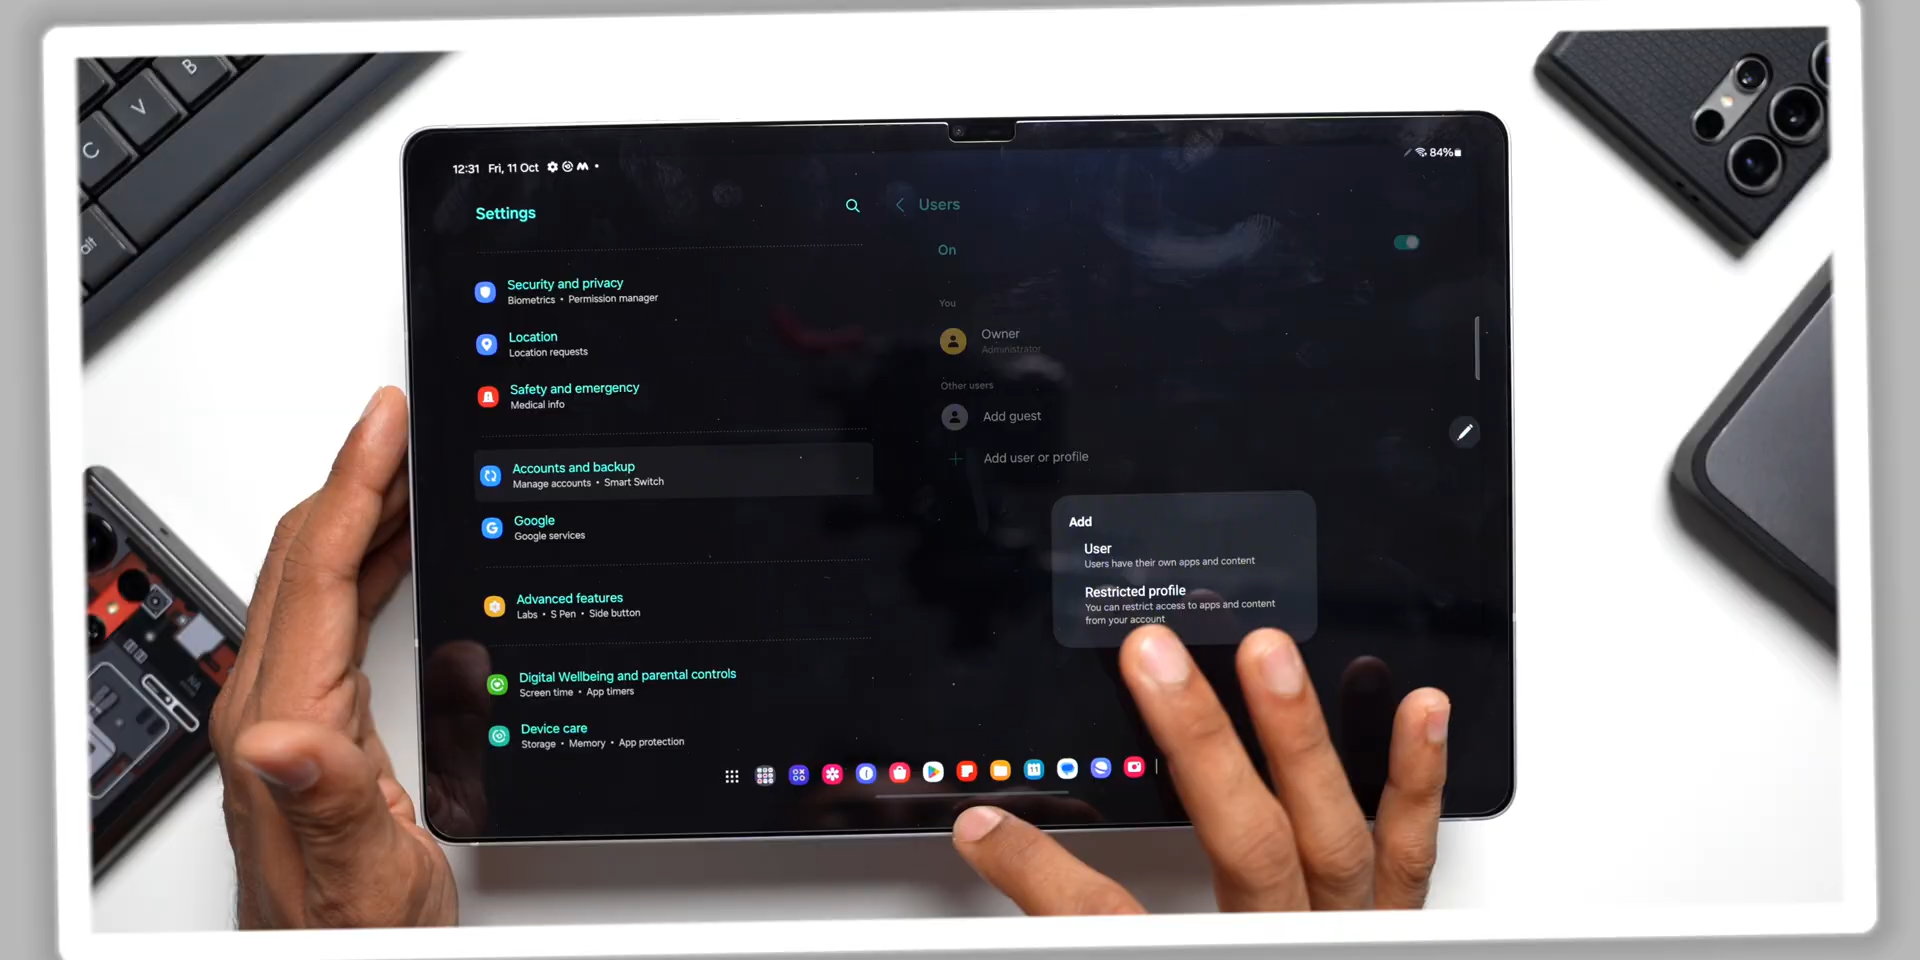 B
V
C
alt
12:31 Fri, 11 Oct
84%
Settings
Users
On
Security and privacy
Biometrics • Permission manager
You
Location
Location requests
Owner
Administrator
Safety and emergency
Medical info
Other users
Add guest
Accounts and backup
Manage accounts • Smart Switch
Add user or profile
Google
Google services
Add
User
Users have their own apps and content
Restricted profile
You can restrict access to apps and content
from your account
Advanced features
Labs • S Pen • Side button
Digital Wellbeing and parental controls
Screen time • App timers
Device care
Storage • Memory • App protection
11